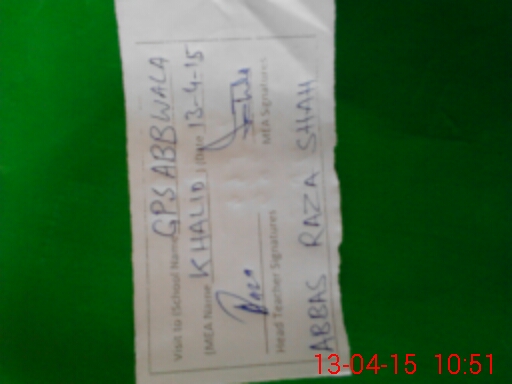 Visit to (School Name) GPS ABBWALA
(MEA Name KHALID ) (Date 13-4-15
Raza
Head Teacher Signatures MEA Signatures
ABBAS RAZA SHAH
13-04-15 10:51